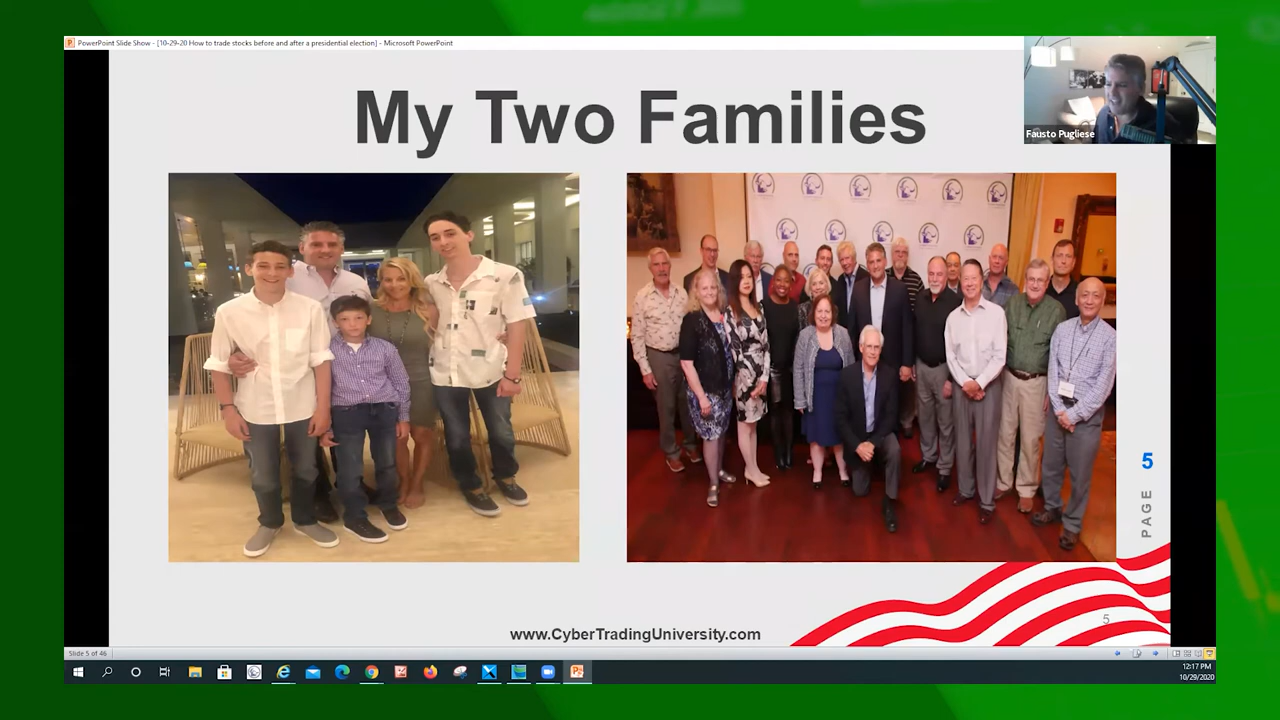 PowerPoint Slide Show - [10-29-20 How to trade stocks before and after a presidential election] - Microsoft PowerPoint
My Two Families
Fausto Pugliese
5
PAGE
5
www.CyberTradingUniversity.com
Slide 5 of 46
12:17 PM
10/29/2020